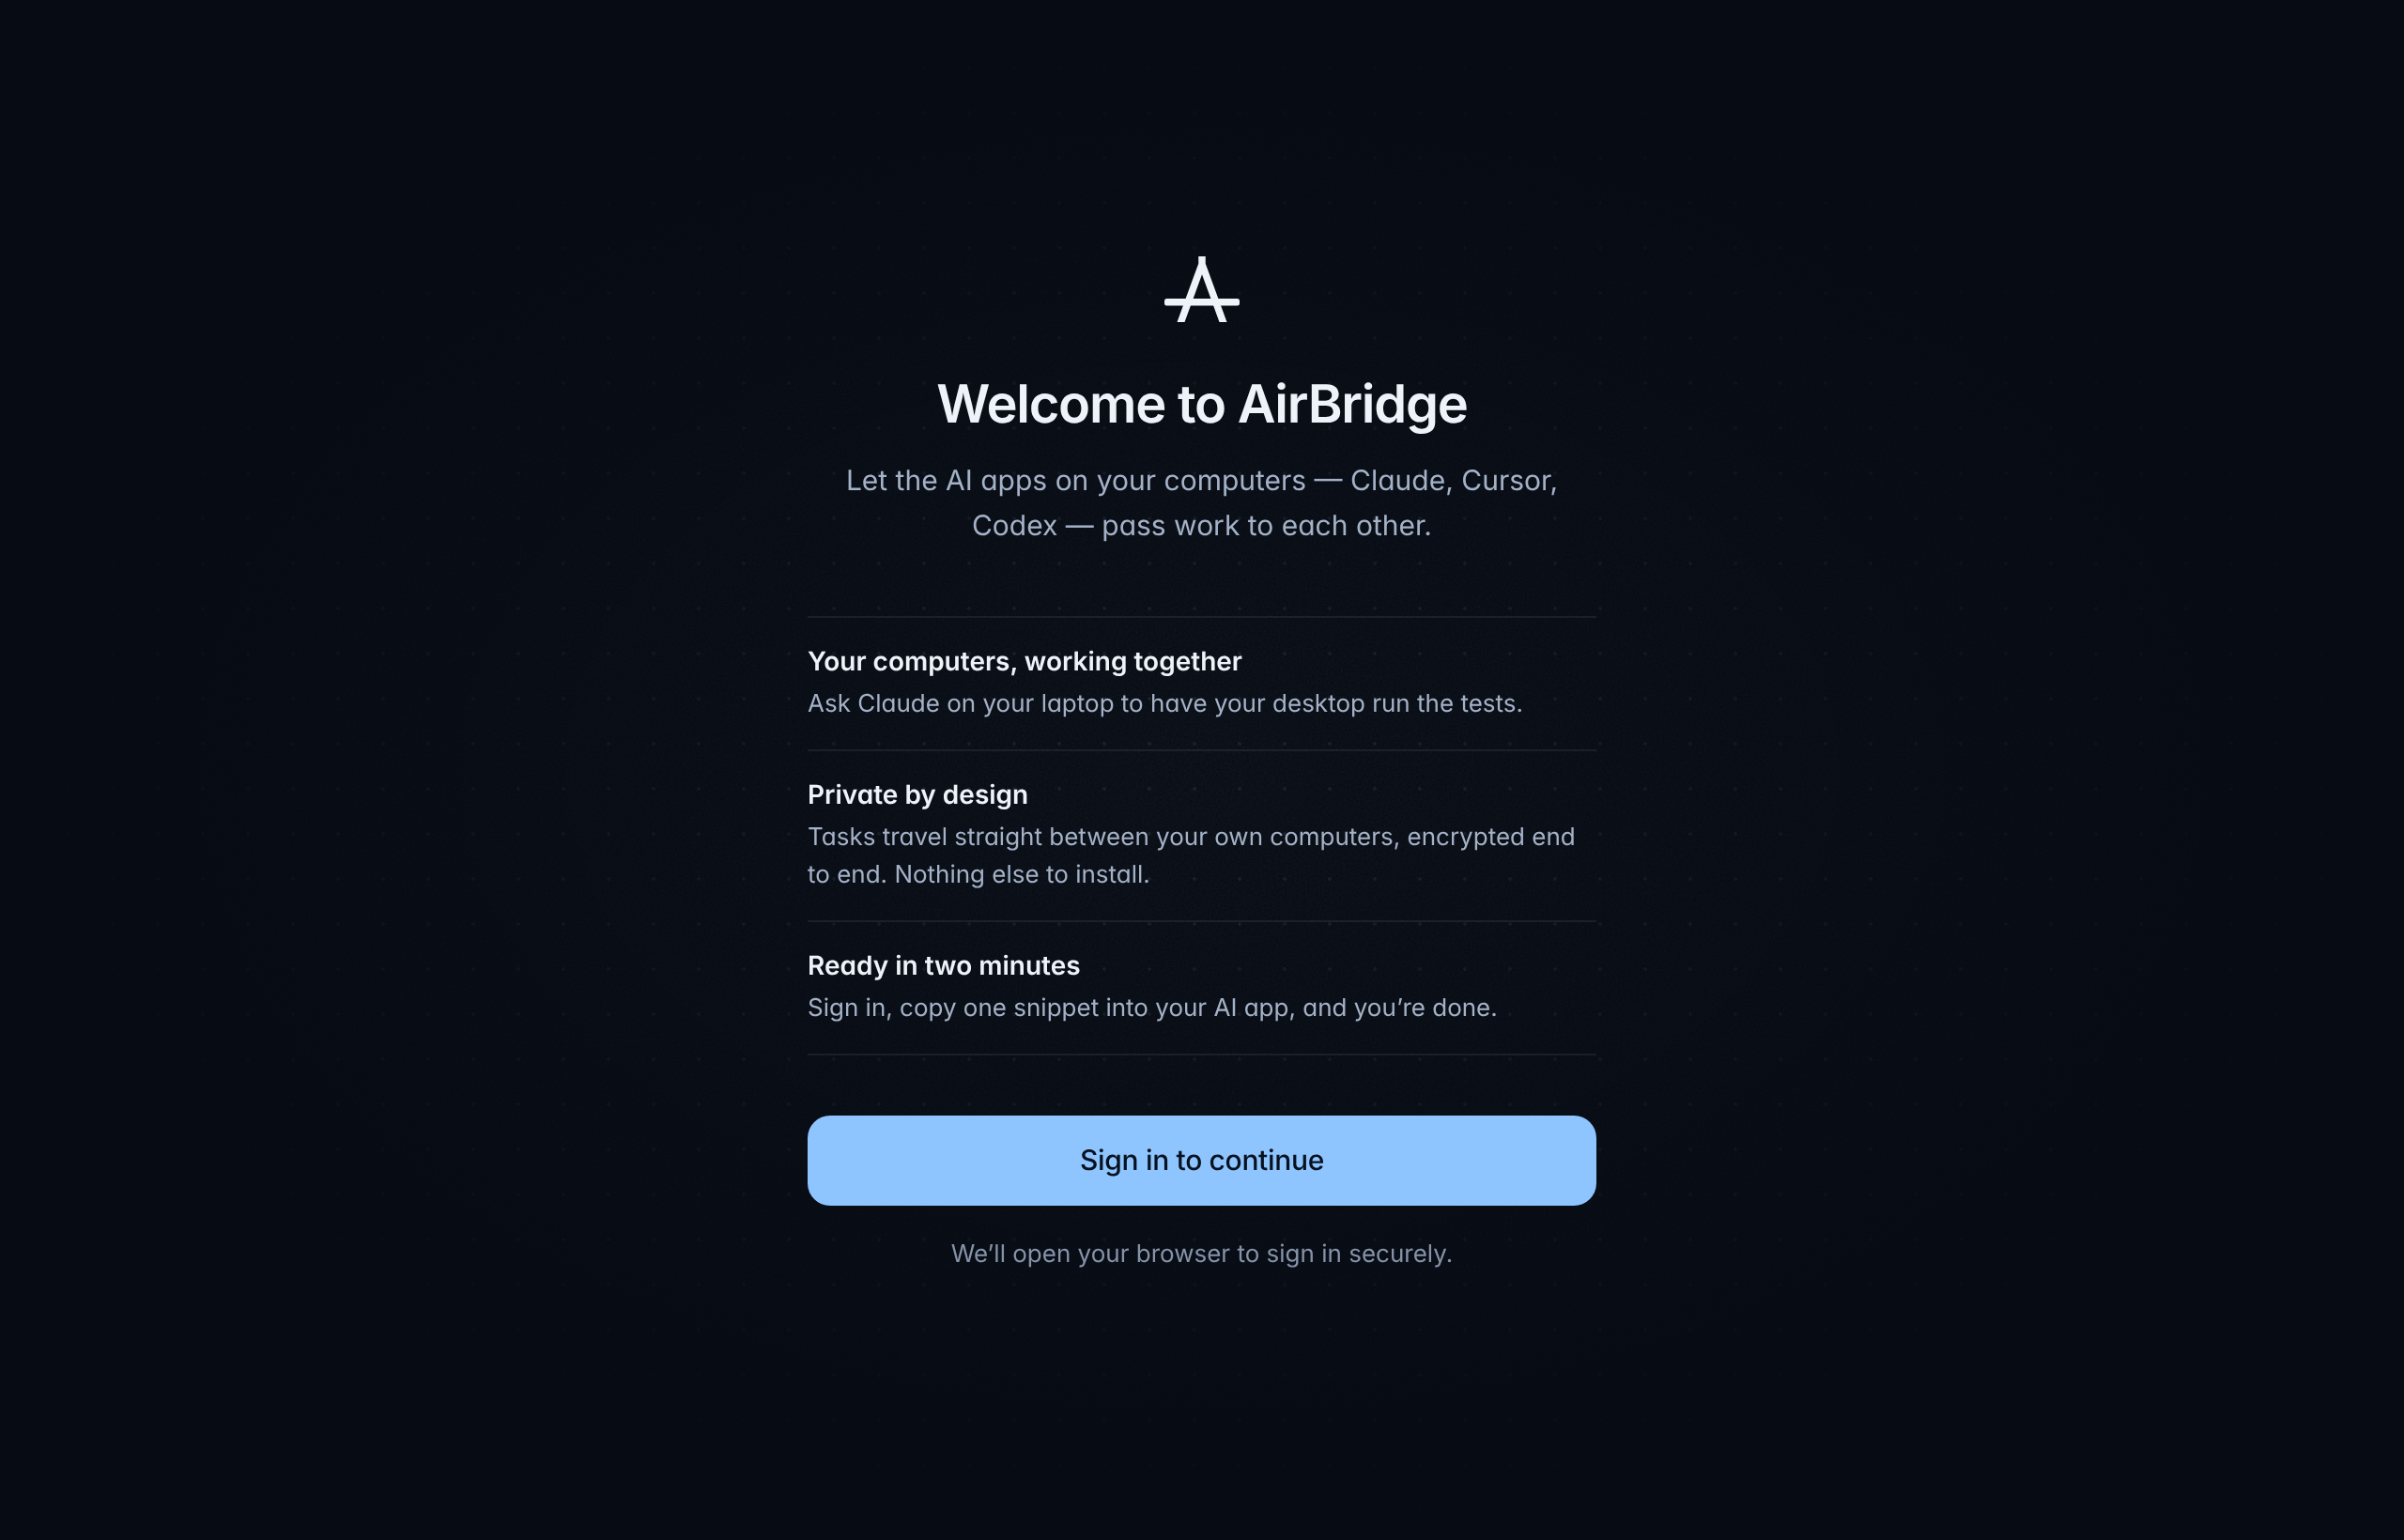 Welcome to AirBridge
Let the AI apps on your computers — Claude, Cursor,
Codex — pass work to each other.
Your computers, working together
Ask Claude on your laptop to have your desktop run the tests.
Private by design
Tasks travel straight between your own computers, encrypted end
to end. Nothing else to install.
Ready in two minutes
Sign in, copy one snippet into your AI app, and you’re done.
Sign in to continue
We’ll open your browser to sign in securely.